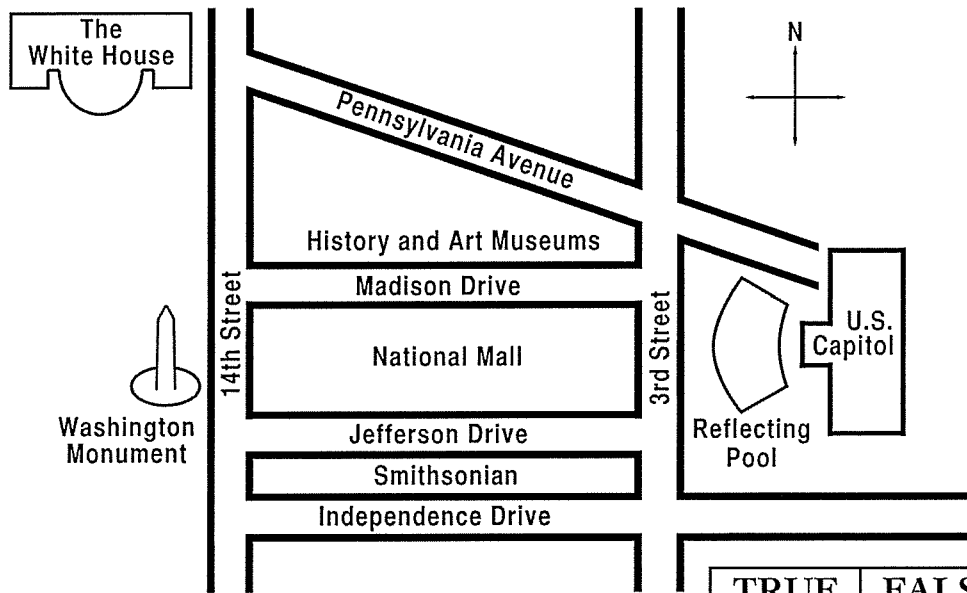 The
White House
N
Pennsylvania Avenue
History and Art Museums
Madison Drive
14th Street
National Mall
3rd Street
U.S.
Capitol
Washington
Monument
Jefferson Drive
Reflecting
Pool
Smithsonian
Independence Drive
TRUE